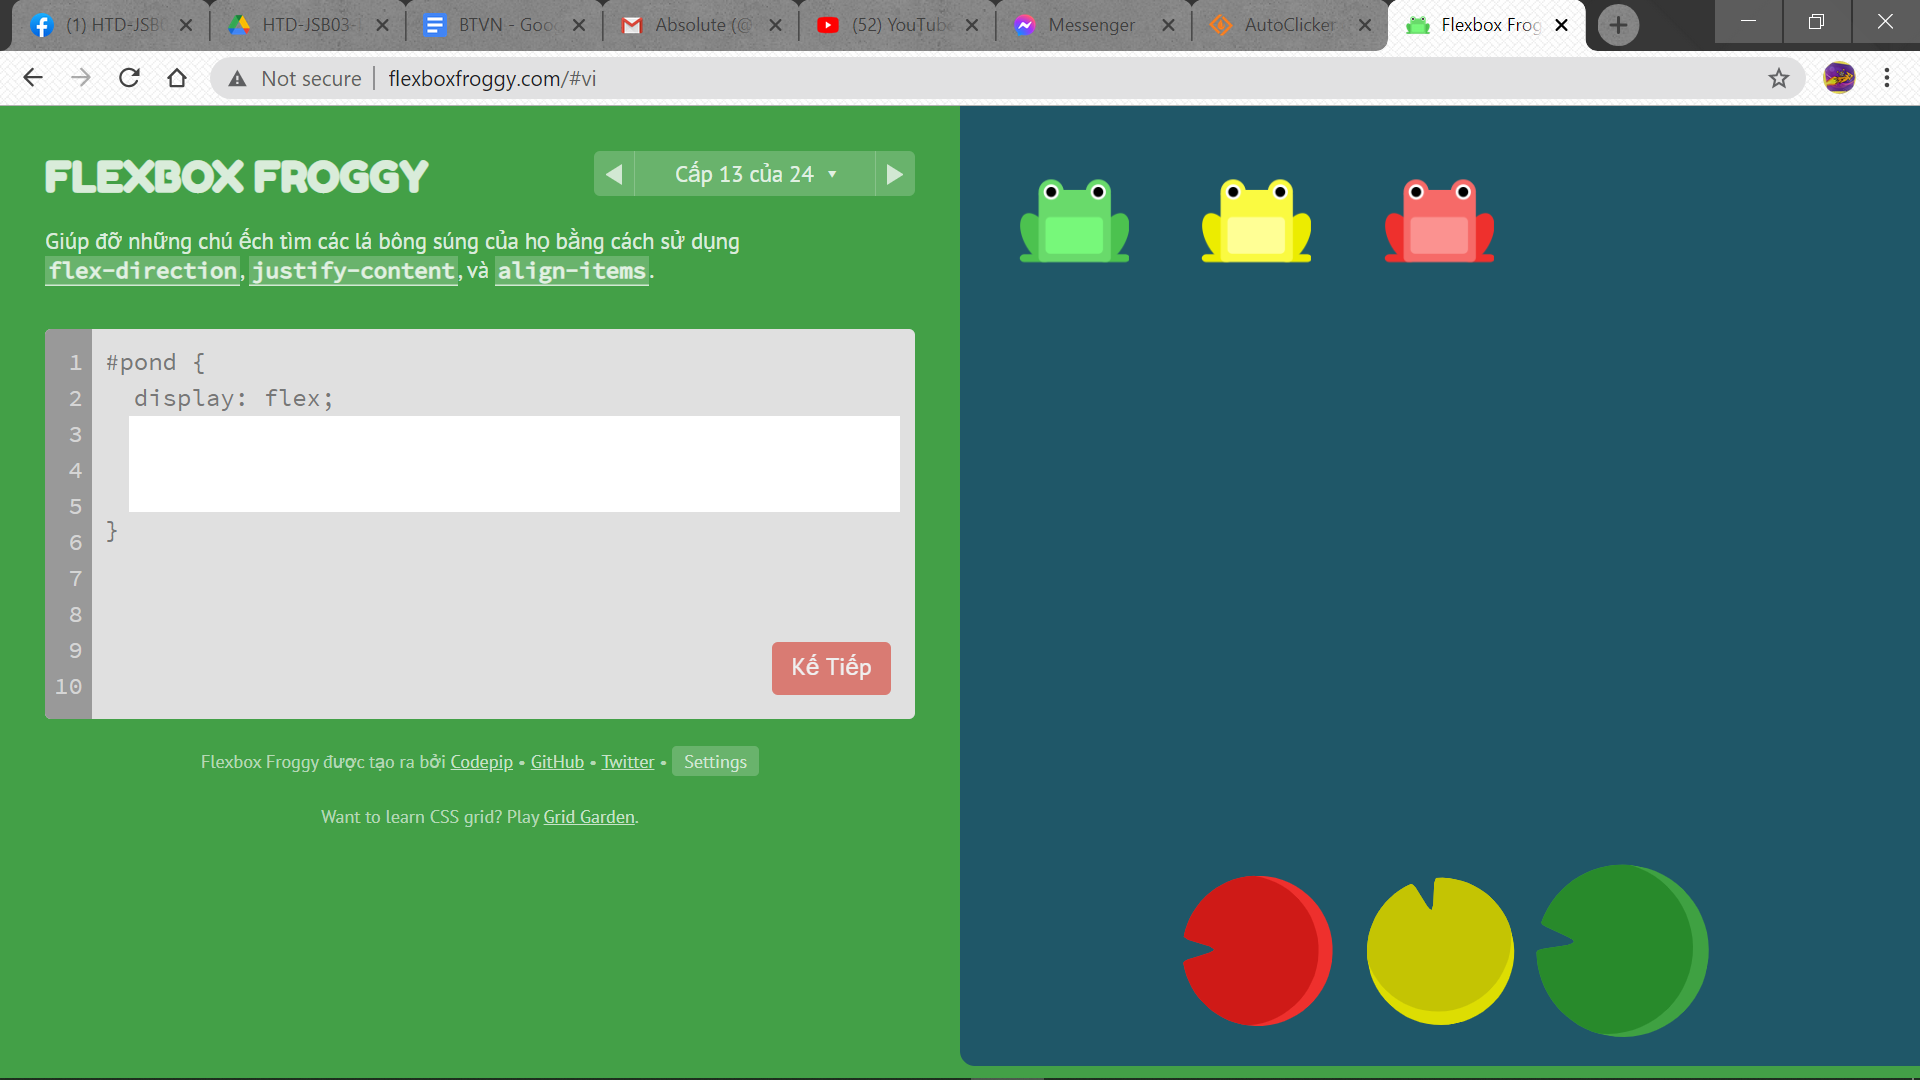 (1) HTD-JSB0
HTD-JSB03-
BTVN - Goo
Absolute (@
(52) YouTube
Messenger
AutoClicker
Flexbox Frog
Not secure
flexboxfroggy.com/#vi
FLEXBOX FROGGY
Cấp 13 của 24
Giúp đỡ những chú ếch tìm các lá bông súng của họ bằng cách sử dụng
flex-direction, justify-content, và align-items.
1 #pond {
2 display: flex;
3
4
5
}
6
7
8
9
10
Kế Tiếp
Flexbox Froggy được tạo ra bởi Codepip • GitHub • Twitter • Settings
Want to learn CSS grid? Play Grid Garden.